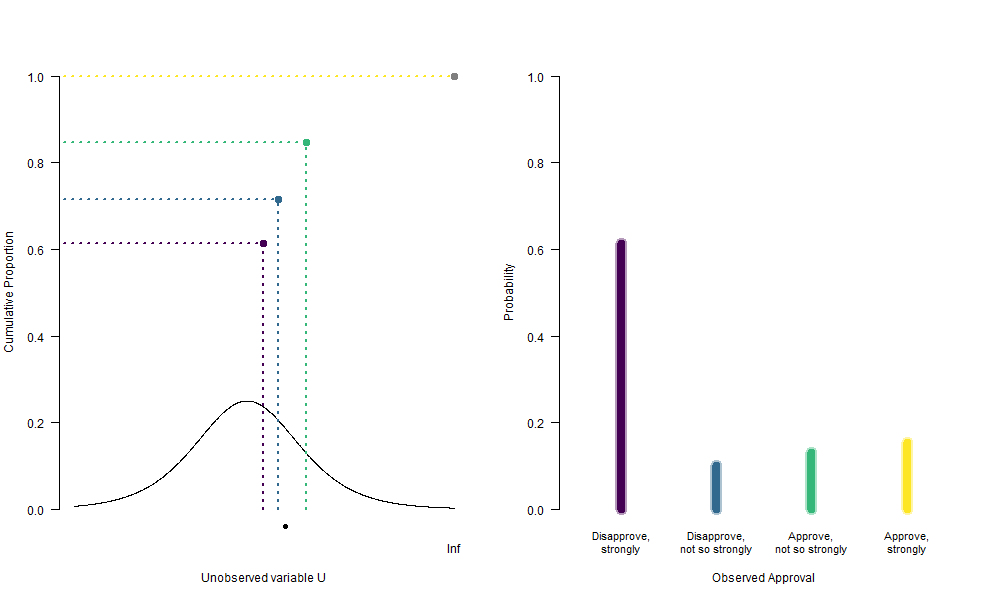 1.0
0.8
0.6
0.4
0.2
0.0
Cumulative Proportion
Inf
Unobserved variable U
1.0
0.8
0.6
0.4
0.2
0.0
Probability
Disapprove,
strongly
Disapprove,
not so strongly
Approve,
not so strongly
Approve,
strongly
Observed Approval